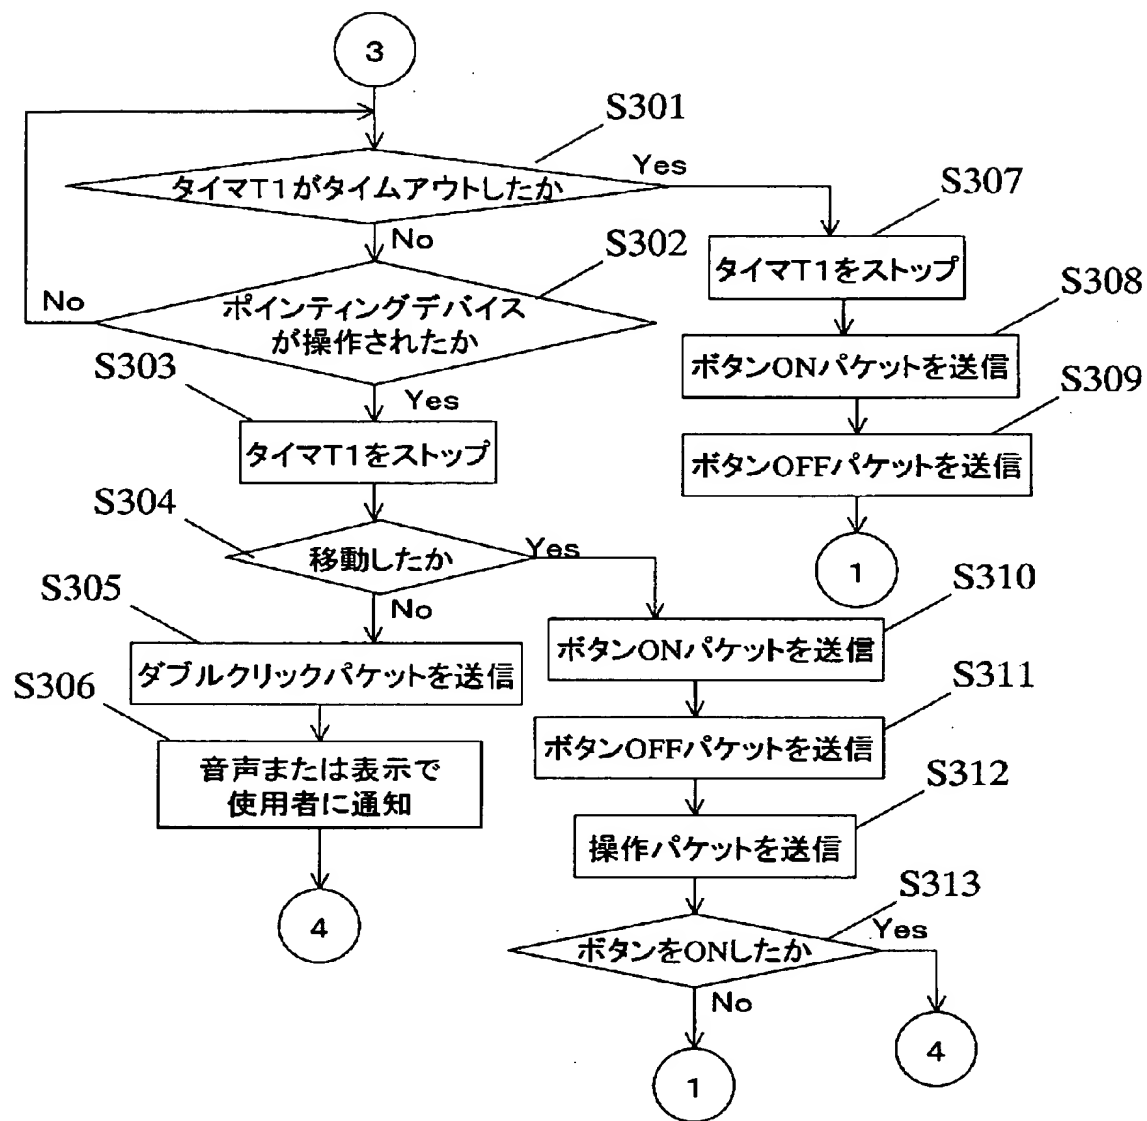 3
S301
タイマT1がタイムアウトしたか
Yes
No
S302
ポインティングデバイス
が操作されたか
No
Yes
S303
タイマT1をストップ
S304
移動したか
Yes
No
S305
ダブルクリックパケットを送信
S306
音声または表示で
使用者に通知
4
S307
タイマT1をストップ
S308
ボタンONパケットを送信
S309
ボタンOFFパケットを送信
1
S310
ボタンONパケットを送信
S311
ボタンOFFパケットを送信
S312
操作パケットを送信
S313
ボタンをONしたか
Yes
No
4
1